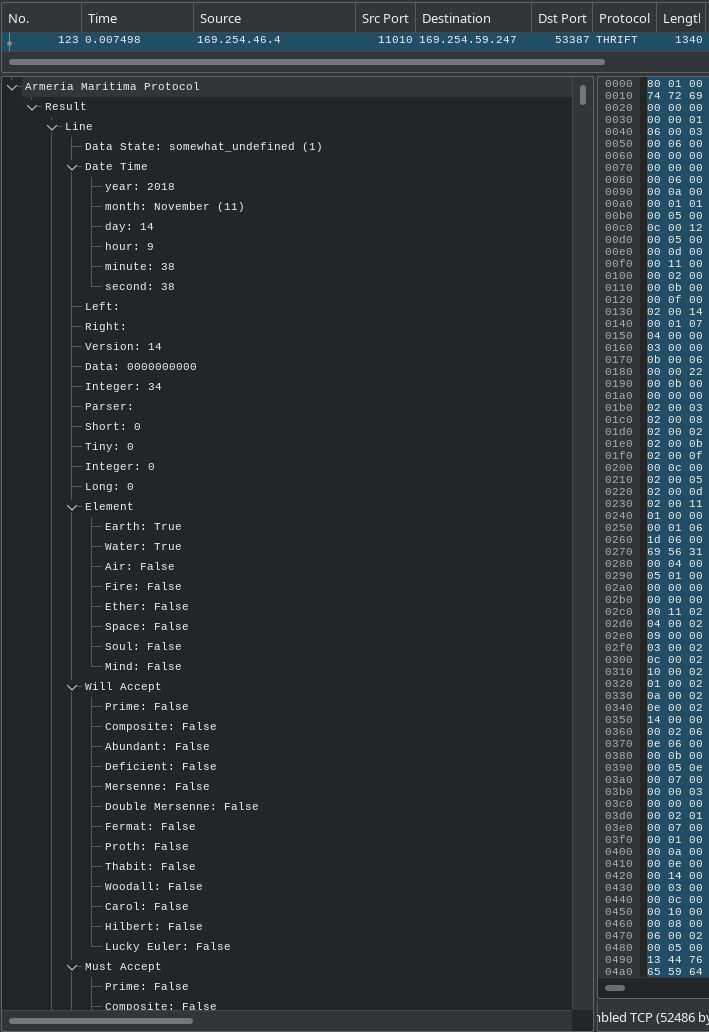 No. Time Source Src Port Destination Dst Port Protocol Lengtl
123 0.007498 169.254.46.4 11010 169.254.59.247 53387 THRIFT 1340
Armeria Maritima Protocol
Result
Line
Data State: somewhat_undefined (1)
Date Time
year: 2018
month: November (11)
day: 14
hour: 9
minute: 38
second: 38
Left:
Right:
Version: 14
Data: 0000000000
Integer: 34
Parser:
Short: 0
Tiny: 0
Integer: 0
Long: 0
Element
Earth: True
Water: True
Air: False
Fire: False
Ether: False
Space: False
Soul: False
Mind: False
Will Accept
Prime: False
Composite: False
Abundant: False
Deficient: False
Mersenne: False
Double Mersenne: False
Fermat: False
Proth: False
Thabit: False
Woodall: False
Carol: False
Hilbert: False
Lucky Euler: False
Must Accept
Prime: False
Composite: False
0000 80 01 00
0010 74 72 69
0020 00 00 00
0030 00 00 01
0040 06 00 03
0050 00 06 00
0060 00 00 00
0070 00 00 00
0080 00 06 00
0090 00 0a 00
00a0 00 01 01
00b0 0c 05 00
00c0 0c 00 12
00d0 00 05 00
00e0 00 0d 00
00f0 00 11 00
0100 00 02 00
0110 00 0b 00
0120 00 0f 00
0130 02 00 14
0140 00 01 07
0150 04 00 00
0160 03 00 00
0170 0b 00 06
0180 00 00 22
0190 00 0b 00
01a0 00 00 00
01b0 02 00 03
01c0 02 00 08
01d0 02 00 02
01e0 02 00 0b
01f0 02 00 0f
0200 00 0c 00
0210 02 00 05
0220 02 00 0d
0230 02 00 11
0240 01 00 00
0250 00 01 06
0260 1d 06 00
0270 69 56 31
0280 00 04 00
0290 05 01 00
02a0 00 00 00
02b0 00 00 00
02c0 00 11 02
02d0 04 00 02
02e0 09 00 00
02f0 03 00 02
0300 0c 00 02
0310 10 00 02
0320 01 00 02
0330 0a 00 02
0340 0e 00 02
0350 14 00 00
0360 00 02 06
0370 0e 06 00
0380 00 0b 00
0390 00 05 0e
03a0 00 07 00
03b0 00 00 03
03c0 00 00 00
03d0 00 02 01
03e0 00 07 00
03f0 00 01 00
0400 00 0a 00
0410 00 0e 00
0420 00 14 00
0430 00 03 00
0440 00 0c 00
0450 00 10 00
0460 00 08 00
0470 06 00 02
0480 00 05 00
0490 13 44 76
04a0 65 59 64
nbled TCP (52486 by